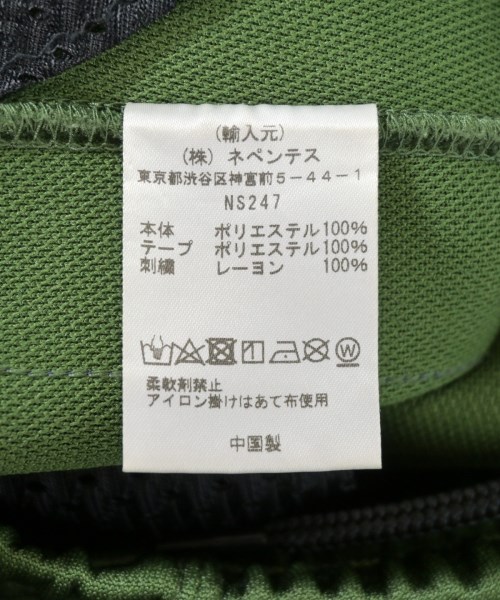 (輸入元)
(株) ネペンテス
東京都渋谷区神宮前5-44-1
NS247
本体 ポリエステル100%
テープ ポリエステル100%
刺繍 レーヨン 100%
W
柔軟剤禁止
アイロン掛けはあて布使用
中国製